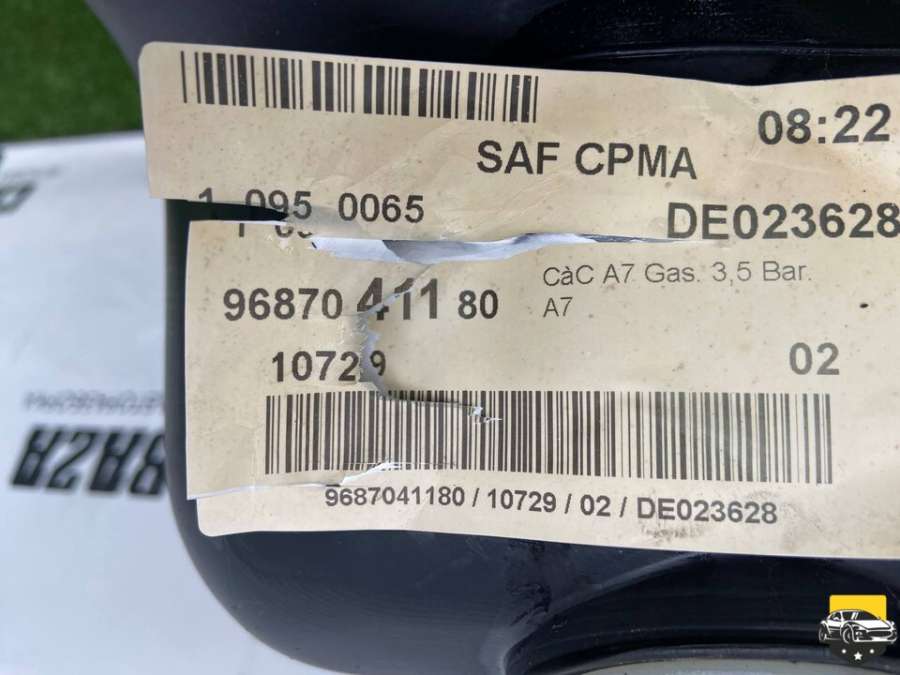 08:22
SAF CPMA
1 095 0065
DE023628
CàC A7 Gas. 3,5 Bar.
A7
96870 411 80
10729
02
9687041180 / 10729 / 02 / DE023628